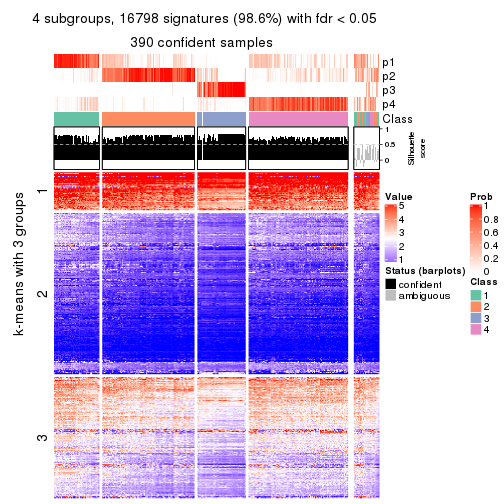 4 subgroups, 16798 signatures (98.6%) with fdr < 0.05
390 confident samples
p1
p2
p3
p4
Class
1
0.5
0
Silhouette
score
k-means with 3 groups
1
2
3
Value
5
4
3
2
1
Status (barplots)
confident
ambiguous
Prob
1
0.8
0.6
0.4
0.2
0
Class
1
2
3
4